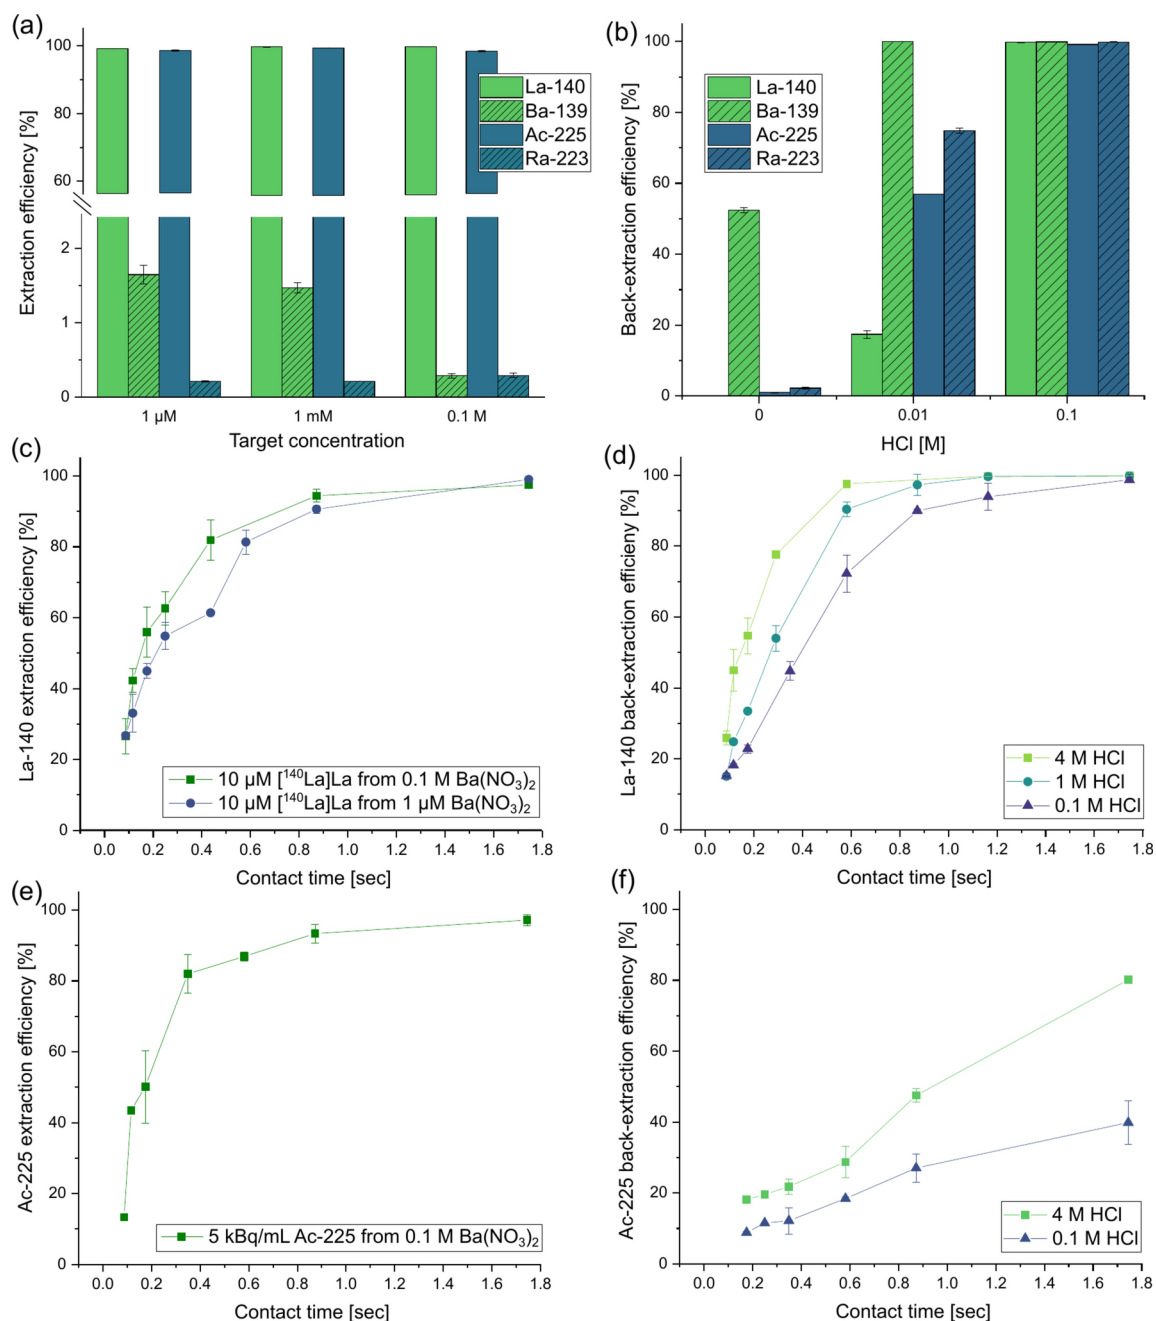 (a)
Extraction efficiency [%]
100
80
60
2
1
0
La-140
Ba-139
Ac-225
Ra-223
1 µM
1 mM
0.1 M
Target concentration
(b)
Back-extraction efficiency [%]
100
80
60
40
20
0
La-140
Ba-139
Ac-225
Ra-223
0
0.01
0.1
HCl [M]
(c)
La-140 extraction efficiency [%]
100
80
60
40
20
0
10 µM [¹⁴⁰La]La from 0.1 M Ba(NO₃)₂
10 µM [¹⁴⁰La]La from 1 µM Ba(NO₃)₂
0.0 0.2 0.4 0.6 0.8 1.0 1.2 1.4 1.6 1.8
Contact time [sec]
(d)
La-140 back-extraction efficieny [%]
100
80
60
40
20
0
4 M HCl
1 M HCl
0.1 M HCl
0.0 0.2 0.4 0.6 0.8 1.0 1.2 1.4 1.6 1.8
Contact time [sec]
(e)
Ac-225 extraction efficiency [%]
100
80
60
40
20
0
5 kBq/mL Ac-225 from 0.1 M Ba(NO₃)₂
0.0 0.2 0.4 0.6 0.8 1.0 1.2 1.4 1.6 1.8
Contact time [sec]
(f)
Ac-225 back-extraction efficiency [%]
100
80
60
40
20
0
4 M HCl
0.1 M HCl
0.0 0.2 0.4 0.6 0.8 1.0 1.2 1.4 1.6 1.8
Contact time [sec]